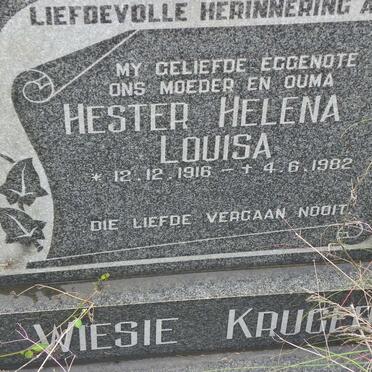 LIEFDEVOLLE HERINNERING A
MY GELIEFDE EGGENOTE
ONS MOEDER EN OUMA
HESTER HELENA
LOUISA
* 12.12.1916 – † 4.6.1982
DIE LIEFDE VERGAAN NOOIT.
WIESIE KRUGER